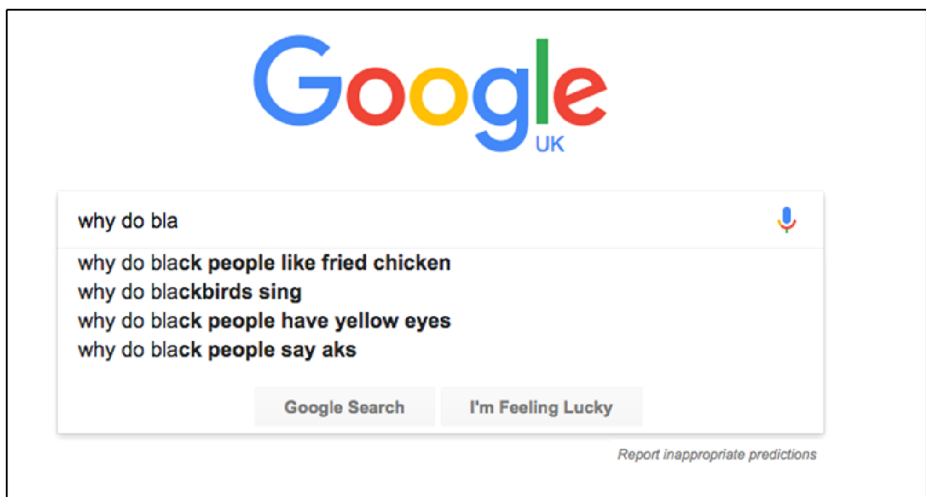 Google
UK
why do bla
why do black people like fried chicken
why do blackbirds sing
why do black people have yellow eyes
why do black people say aks
Google Search I'm Feeling Lucky
Report inappropriate predictions